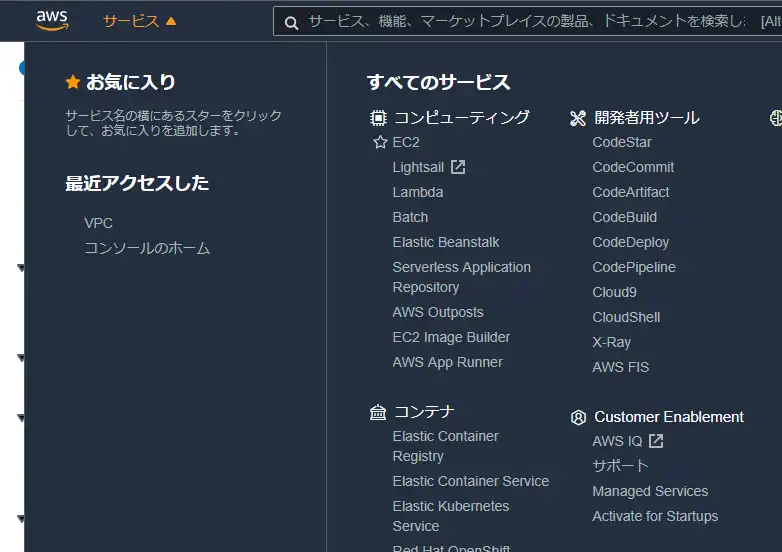 aws
サービス
サービス、機能、マーケットプレイスの製品、ドキュメントを検索し
[Alt
お気に入り
サービス名の横にあるスターをクリック
して、お気に入りを追加します。
最近アクセスした
VPC
コンソールのホーム
すべてのサービス
コンピューティング
EC2
Lightsail
Lambda
Batch
Elastic Beanstalk
Serverless Application
Repository
AWS Outposts
EC2 Image Builder
AWS App Runner
コンテナ
Elastic Container
Registry
Elastic Container Service
Elastic Kubernetes
Service
Red Hat OpenShift
開発者用ツール
CodeStar
CodeCommit
CodeArtifact
CodeBuild
CodeDeploy
CodePipeline
Cloud9
CloudShell
X-Ray
AWS FIS
Customer Enablement
AWS IQ
サポート
Managed Services
Activate for Startups